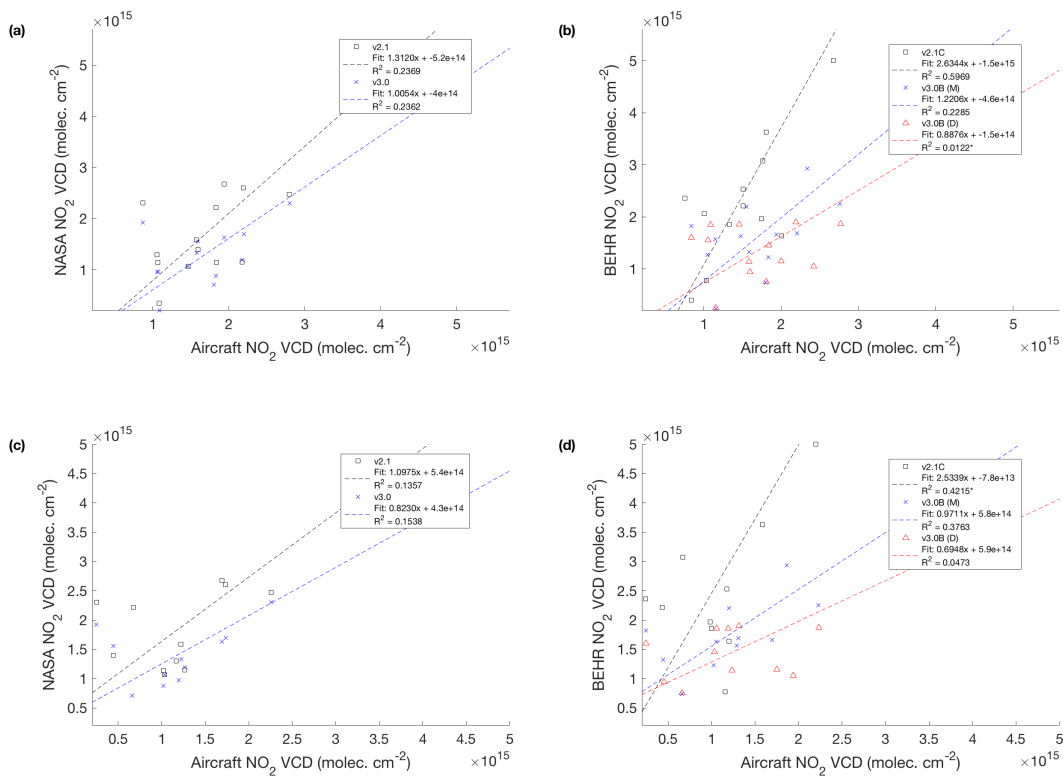 (a)
×10^15
NASA NO_2 VCD (molec. cm^-2)
5
4
3
2
1
v2.1
Fit: 1.3120x + -5.2e+14
R^2 = 0.2369
v3.0
Fit: 1.0054x + -4e+14
R^2 = 0.2362
1 2 3 4 5
Aircraft NO_2 VCD (molec. cm^-2)
×10^15
(b)
×10^15
BEHR NO_2 VCD (molec. cm^-2)
5
4
3
2
1
v2.1C
Fit: 2.6344x + -1.5e+15
R^2 = 0.5969
v3.0B (M)
Fit: 1.2206x + -4.6e+14
R^2 = 0.2285
v3.0B (D)
Fit: 0.8876x + -1.5e+14
R^2 = 0.0122*
1 2 3 4 5
Aircraft NO_2 VCD (molec. cm^-2)
×10^15
(c)
×10^15
NASA NO_2 VCD (molec. cm^-2)
5
4.5
4
3.5
3
2.5
2
1.5
1
0.5
v2.1
Fit: 1.0975x + 5.4e+14
R^2 = 0.1357
v3.0
Fit: 0.8230x + 4.3e+14
R^2 = 0.1538
0.5 1 1.5 2 2.5 3 3.5 4 4.5 5
Aircraft NO_2 VCD (molec. cm^-2)
×10^15
(d)
×10^15
BEHR NO_2 VCD (molec. cm^-2)
5
4.5
4
3.5
3
2.5
2
1.5
1
0.5
v2.1C
Fit: 2.5339x + -7.8e+13
R^2 = 0.4215*
v3.0B (M)
Fit: 0.9711x + 5.8e+14
R^2 = 0.3763
v3.0B (D)
Fit: 0.6948x + 5.9e+14
R^2 = 0.0473
0.5 1 1.5 2 2.5 3 3.5 4 4.5 5
Aircraft NO_2 VCD (molec. cm^-2)
×10^15